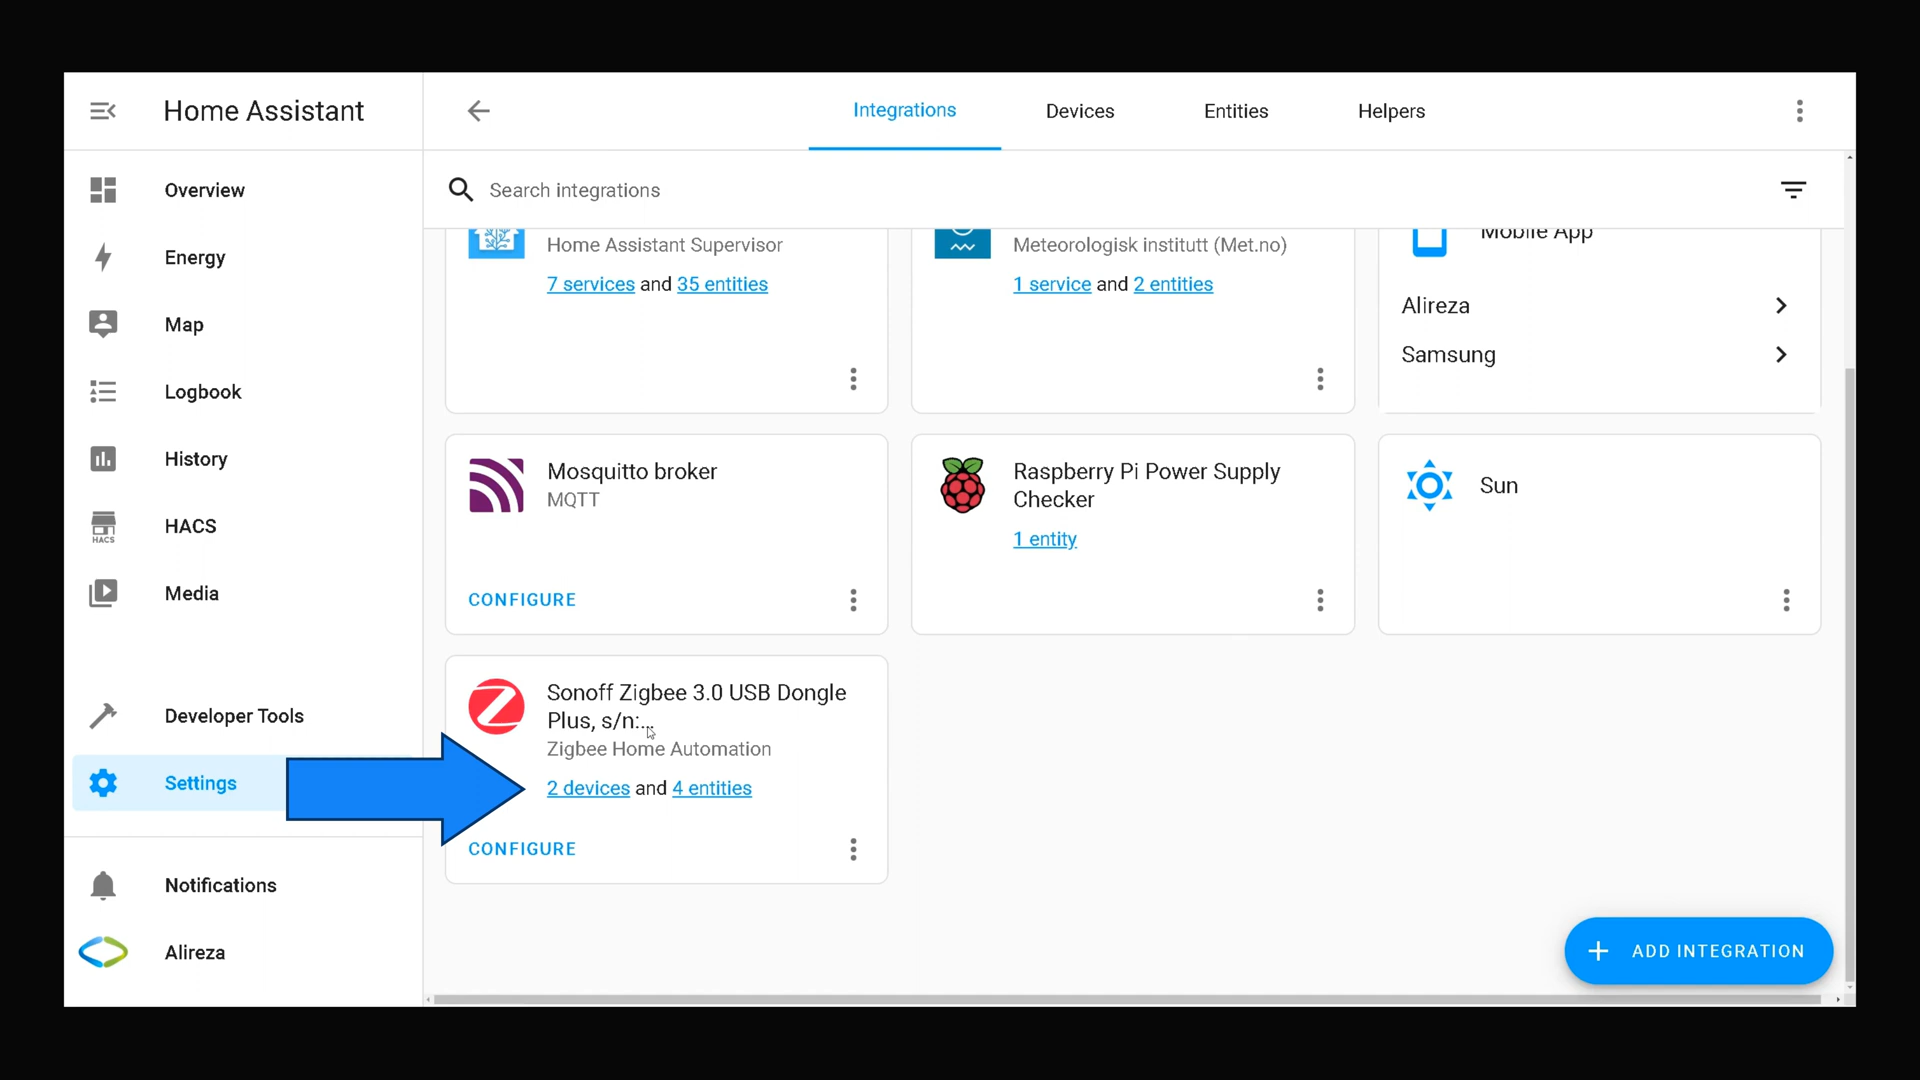 Home Assistant
Integrations
Devices
Entities
Helpers
Overview
Energy
Map
Logbook
History
HACS
HACS
Media
Developer Tools
Settings
Notifications
Alireza
Search integrations
Home Assistant Supervisor
7 services and 35 entities
Meteorologisk institutt (Met.no)
1 service and 2 entities
Mobile App
Alireza
Samsung
Mosquitto broker
MQTT
CONFIGURE
Raspberry Pi Power Supply
Checker
1 entity
Sun
Sonoff Zigbee 3.0 USB Dongle
Plus, s/n:...
Zigbee Home Automation
2 devices and 4 entities
CONFIGURE
ADD INTEGRATION